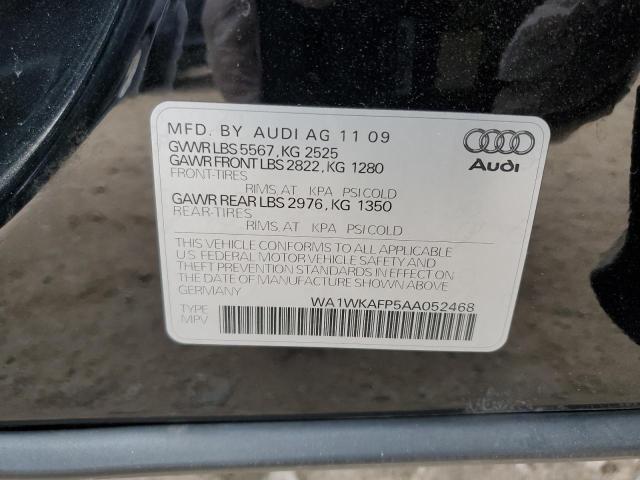 MFD. BY AUDI AG 11 09
GVWR LBS 5567, KG 2525
GAWR FRONT LBS 2822, KG 1280
FRONT-TIRES
RIMS, AT KPA PSI COLD
GAWR REAR LBS 2976, KG 1350
REAR-TIRES
RIMS, AT KPA PSI COLD
THIS VEHICLE CONFORMS TO ALL APPLICABLE
U.S. FEDERAL MOTOR VEHICLE SAFETY AND
THEFT PREVENTION STANDARDS IN EFFECT ON
THE DATE OF MANUFACTURE SHOWN ABOVE
GERMANY
WA1WKAFP5AA052468
TYPE
MPV
Audi